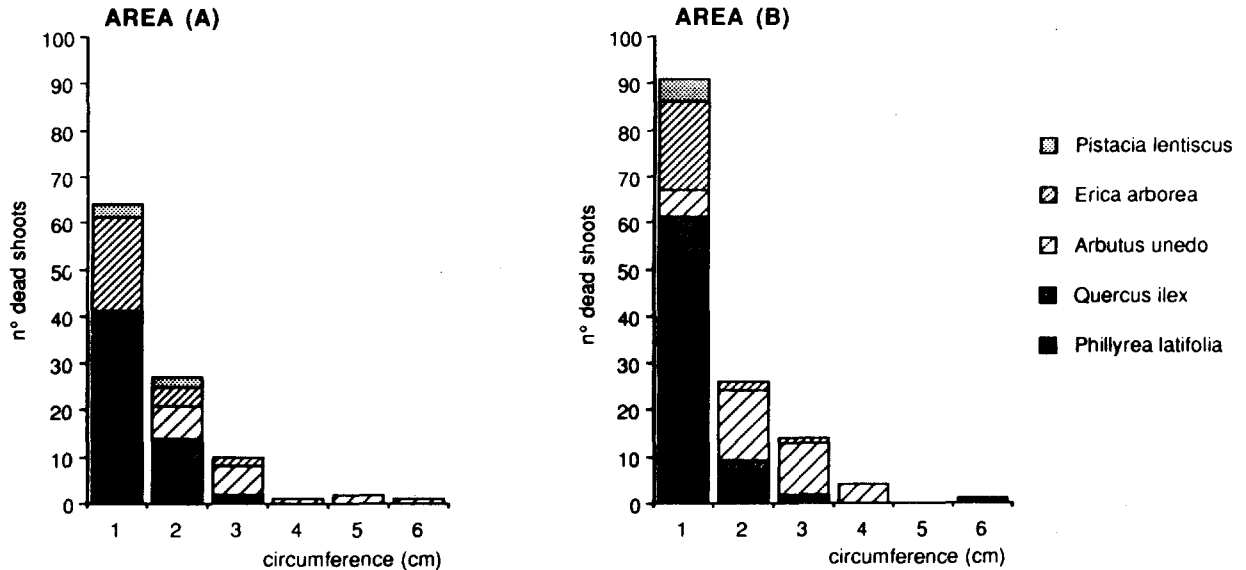 AREA (A)
100
90
80
70
60
50
40
30
20
10
0
n° dead shoots
1 2 3 4 5 6
circumference (cm)
AREA (B)
100
90
80
70
60
50
40
30
20
10
0
n° dead shoots
1 2 3 4 5 6
circumference (cm)
Pistacia lentiscus
Erica arborea
Arbutus unedo
Quercus ilex
Phillyrea latifolia